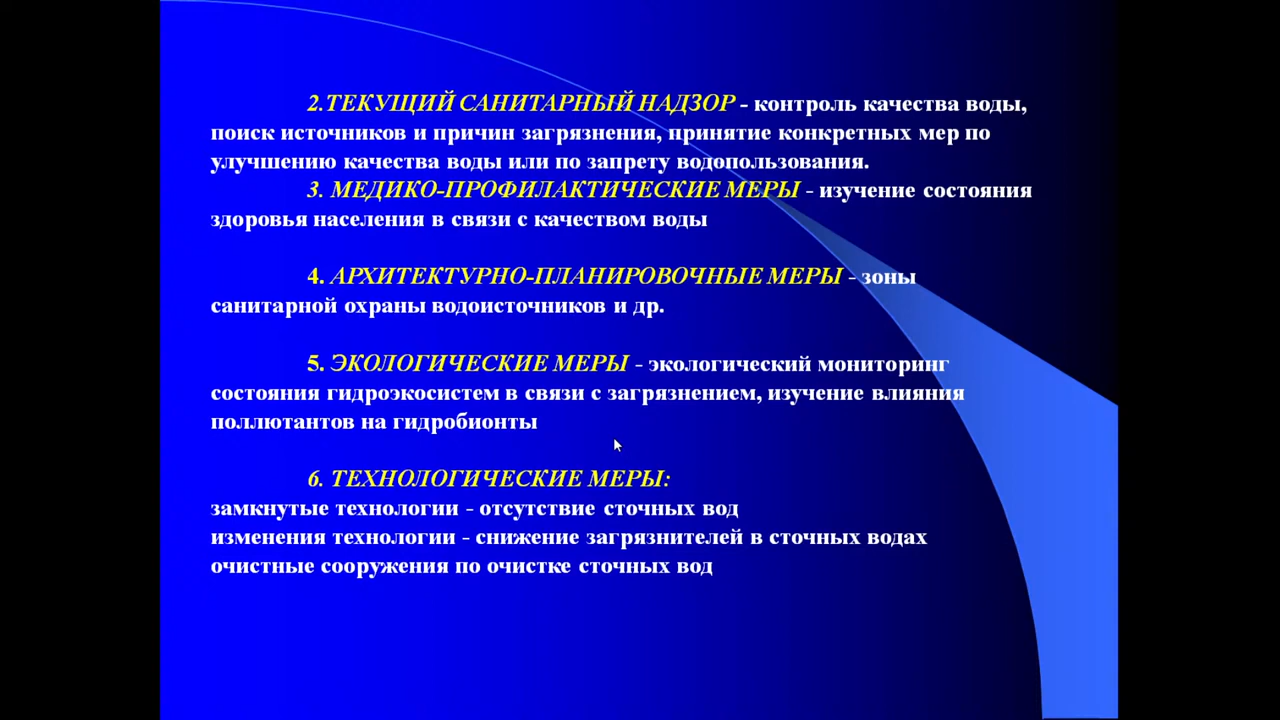 2.ТЕКУЩИЙ САНИТАРНЫЙ НАДЗОР - контроль качества воды,
поиск источников и причин загрязнения, принятие конкретных мер по
улучшению качества воды или по запрету водопользования.
3. МЕДИКО-ПРОФИЛАКТИЧЕСКИЕ МЕРЫ - изучение состояния
здоровья населения в связи с качеством воды
4. АРХИТЕКТУРНО-ПЛАНИРОВОЧНЫЕ МЕРЫ - зоны
санитарной охраны водоисточников и др.
5. ЭКОЛОГИЧЕСКИЕ МЕРЫ - экологический мониторинг
состояния гидроэкосистем в связи с загрязнением, изучение влияния
поллютантов на гидробионты
6. ТЕХНОЛОГИЧЕСКИЕ МЕРЫ:
замкнутые технологии - отсутствие сточных вод
изменения технологии - снижение загрязнителей в сточных водах
очистные сооружения по очистке сточных вод